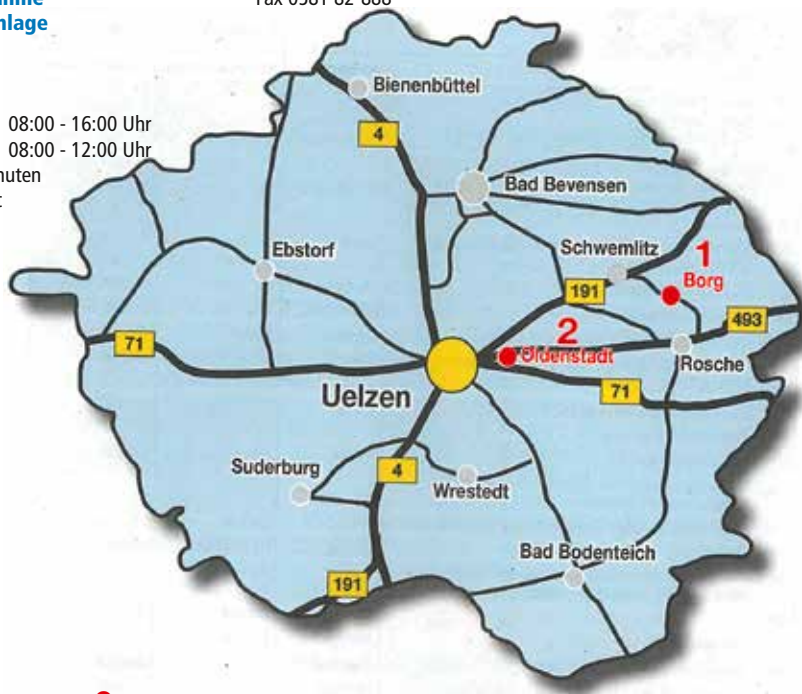 nlage
Fax 0581 82-888
08:00 - 16:00 Uhr
08:00 - 12:00 Uhr
nuten
t
Bienenbüttel
4
Bad Bevensen
Ebstorf
Schwemlitz
1
Borg
191
493
2
Oldenstadt
71
Rosche
Uelzen
71
Suderburg
4
Wrestedt
Bad Bodenteich
191